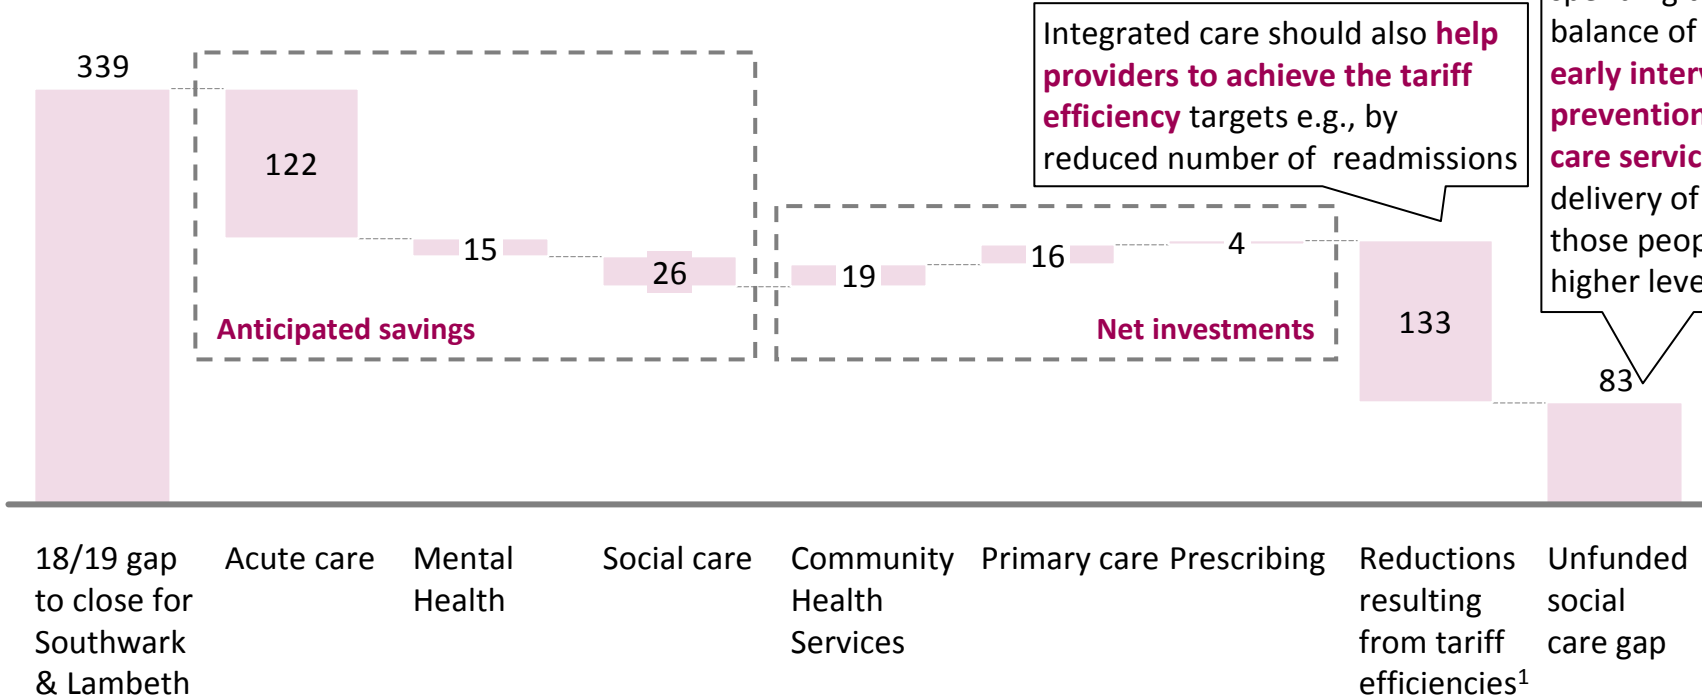 Integrated care should also help
providers to achieve the tariff
efficiency targets e.g., by
reduced number of readmissions
balance of
early
prevention
care
delivery of
those
higher
339
122
15
26
19
16
4
133
83
Anticipated savings
Net investments
18/19 gap
to close for
Southwark
& Lambeth
Acute care
Mental
Health
Social care
Community
Health
Services
Primary care
Prescribing
Reductions
resulting
from tariff
efficiencies1
Unfunded
social
care gap